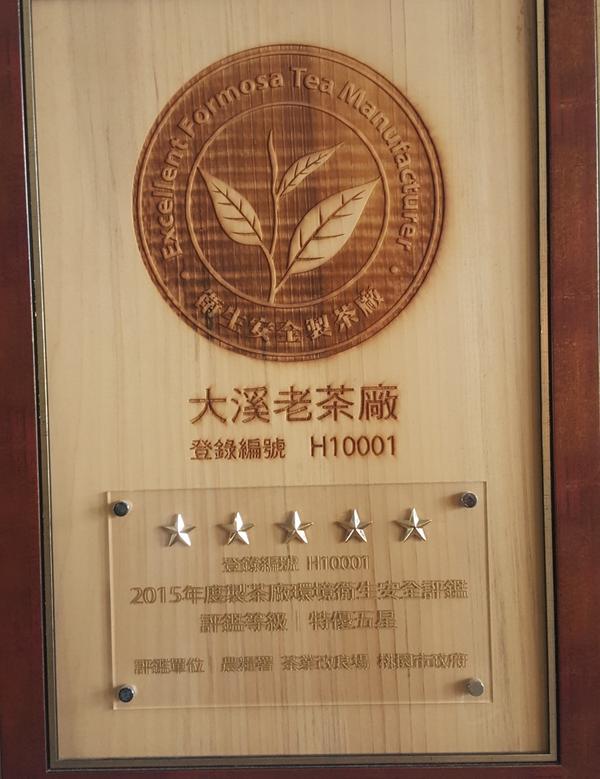 Excellent Formosa Tea Manufacturer
衛生安全製茶廠
大溪老茶廠
登錄編號 H10001
登錄編號 H10001
2015年度製茶廠環境衛生安全評鑑
評鑑等級｜特優五星
評鑑單位｜農糧署 茶業改良場 桃園市政府